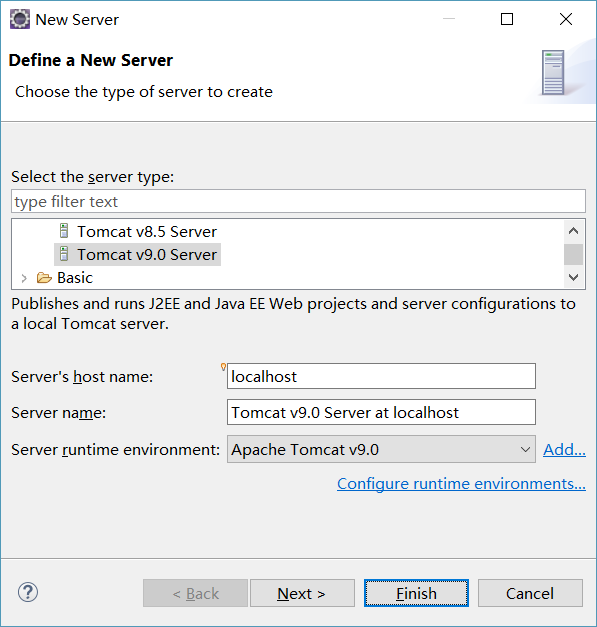 New Server
Define a New Server
Choose the type of server to create
Select the server type:
type filter text
Tomcat v8.5 Server
Tomcat v9.0 Server
Basic
Publishes and runs J2EE and Java EE Web projects and server configurations to
a local Tomcat server.
Server's host name: localhost
Server name: Tomcat v9.0 Server at localhost
Server runtime environment: Apache Tomcat v9.0 Add...
Configure runtime environments...
? < Back Next > Finish Cancel